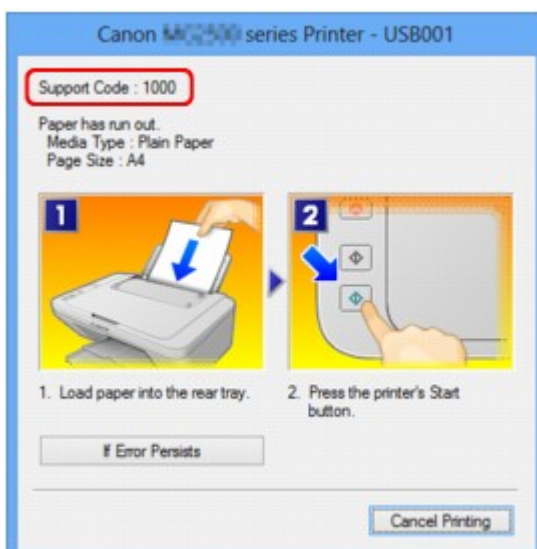 Canon series Printer - USB001
Support Code : 1000
Paper has run out.
Media Type : Plain Paper
Page Size : A4
1
2
1. Load paper into the rear tray.
2. Press the printer's Start
button.
If Error Persists
Cancel Printing